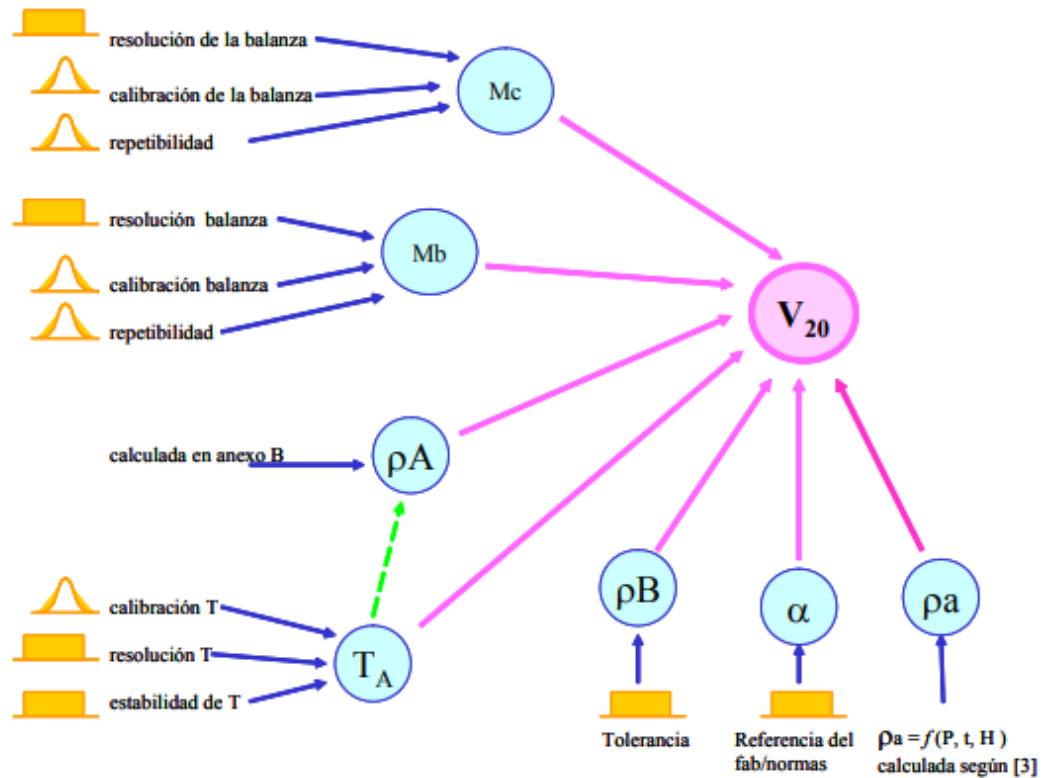 resolución de la balanza
calibración de la balanza
repetibilidad
Mc
resolución balanza
calibración balanza
repetibilidad
Mb
V20
calculada en anexo B
ρA
calibración T
resolución T
estabilidad de T
TA
ρB
α
ρa
Tolerancia
Referencia del
fab/normas
ρa = f (P, t, H )
calculada según [3]